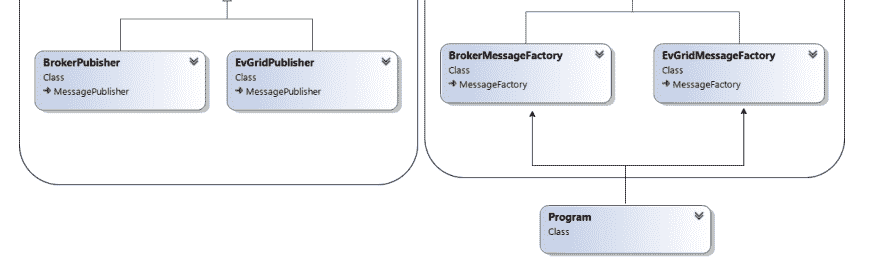 BrokerPubisher
Class
MessagePublisher
EvGridPublisher
Class
MessagePublisher
BrokerMessageFactory
Class
MessageFactory
EvGridMessageFactory
Class
MessageFactory
Program
Class